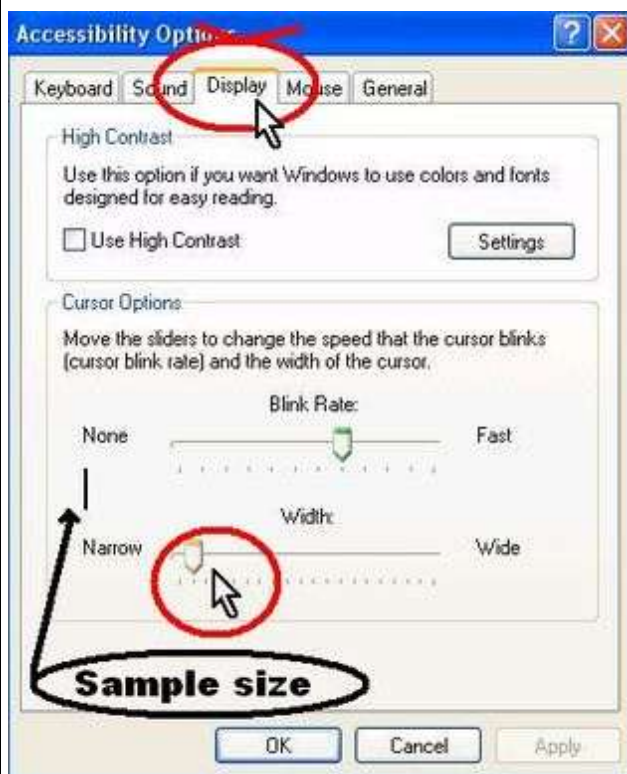 Accessibility Options
Keyboard Sound Display Mouse General
High Contrast
Use this option if you want Windows to use colors and fonts
designed for easy reading.
Use High Contrast
Settings
Cursor Options
Move the sliders to change the speed that the cursor blinks
(cursor blink rate) and the width of the cursor.
Blink Rate:
None Fast
Width:
Narrow Wide
Sample size
OK Cancel Apply